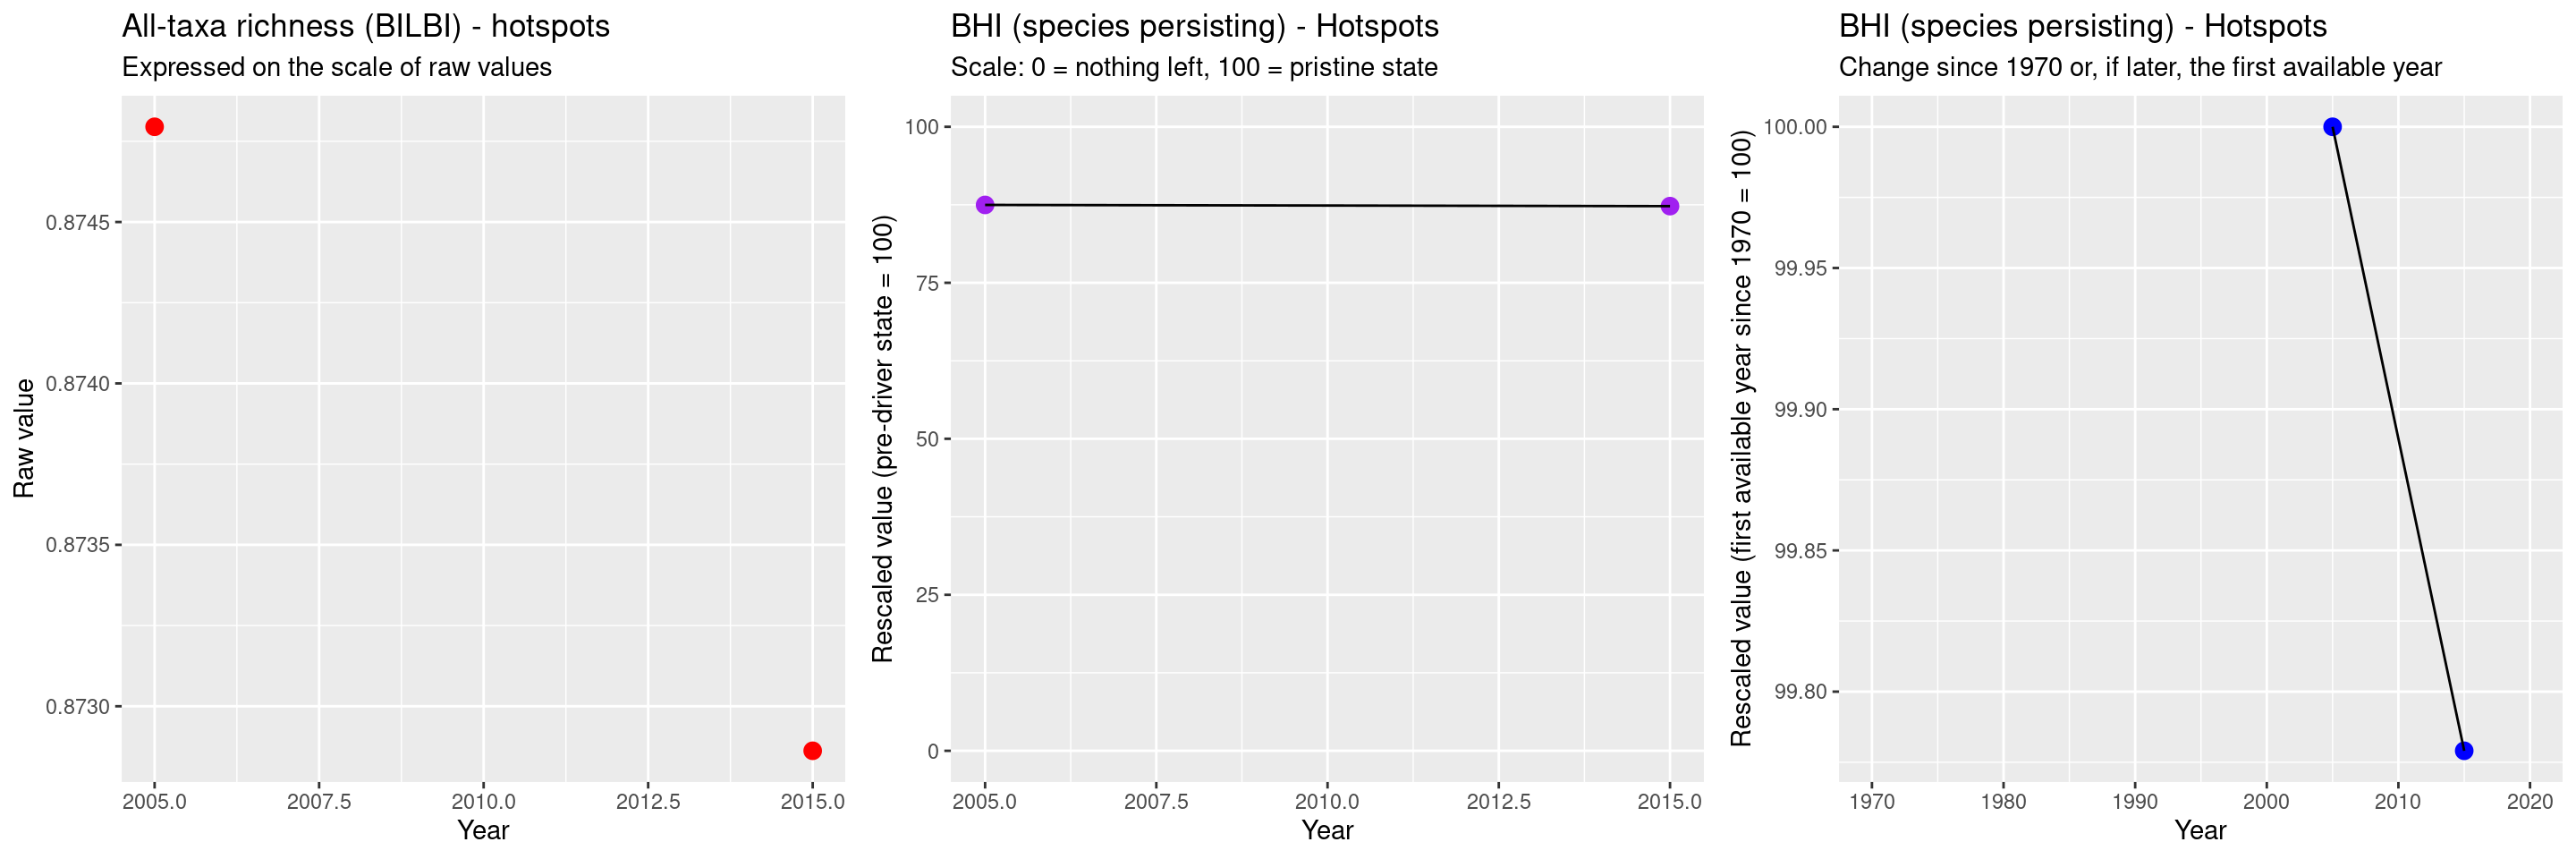 All-taxa richness (BILBI) - hotspots
Expressed on the scale of raw values
Raw value
0.8745
0.8740
0.8735
0.8730
2005.0 2007.5 2010.0 2012.5 2015.0
Year
BHI (species persisting) - Hotspots
Scale: 0 = nothing left, 100 = pristine state
Rescaled value (pre-driver state = 100)
100
75
50
25
0
2005.0 2007.5 2010.0 2012.5 2015.0
Year
BHI (species persisting) - Hotspots
Change since 1970 or, if later, the first available year
Rescaled value (first available year since 1970 = 100)
100.00
99.95
99.90
99.85
99.80
1970 1980 1990 2000 2010 2020
Year